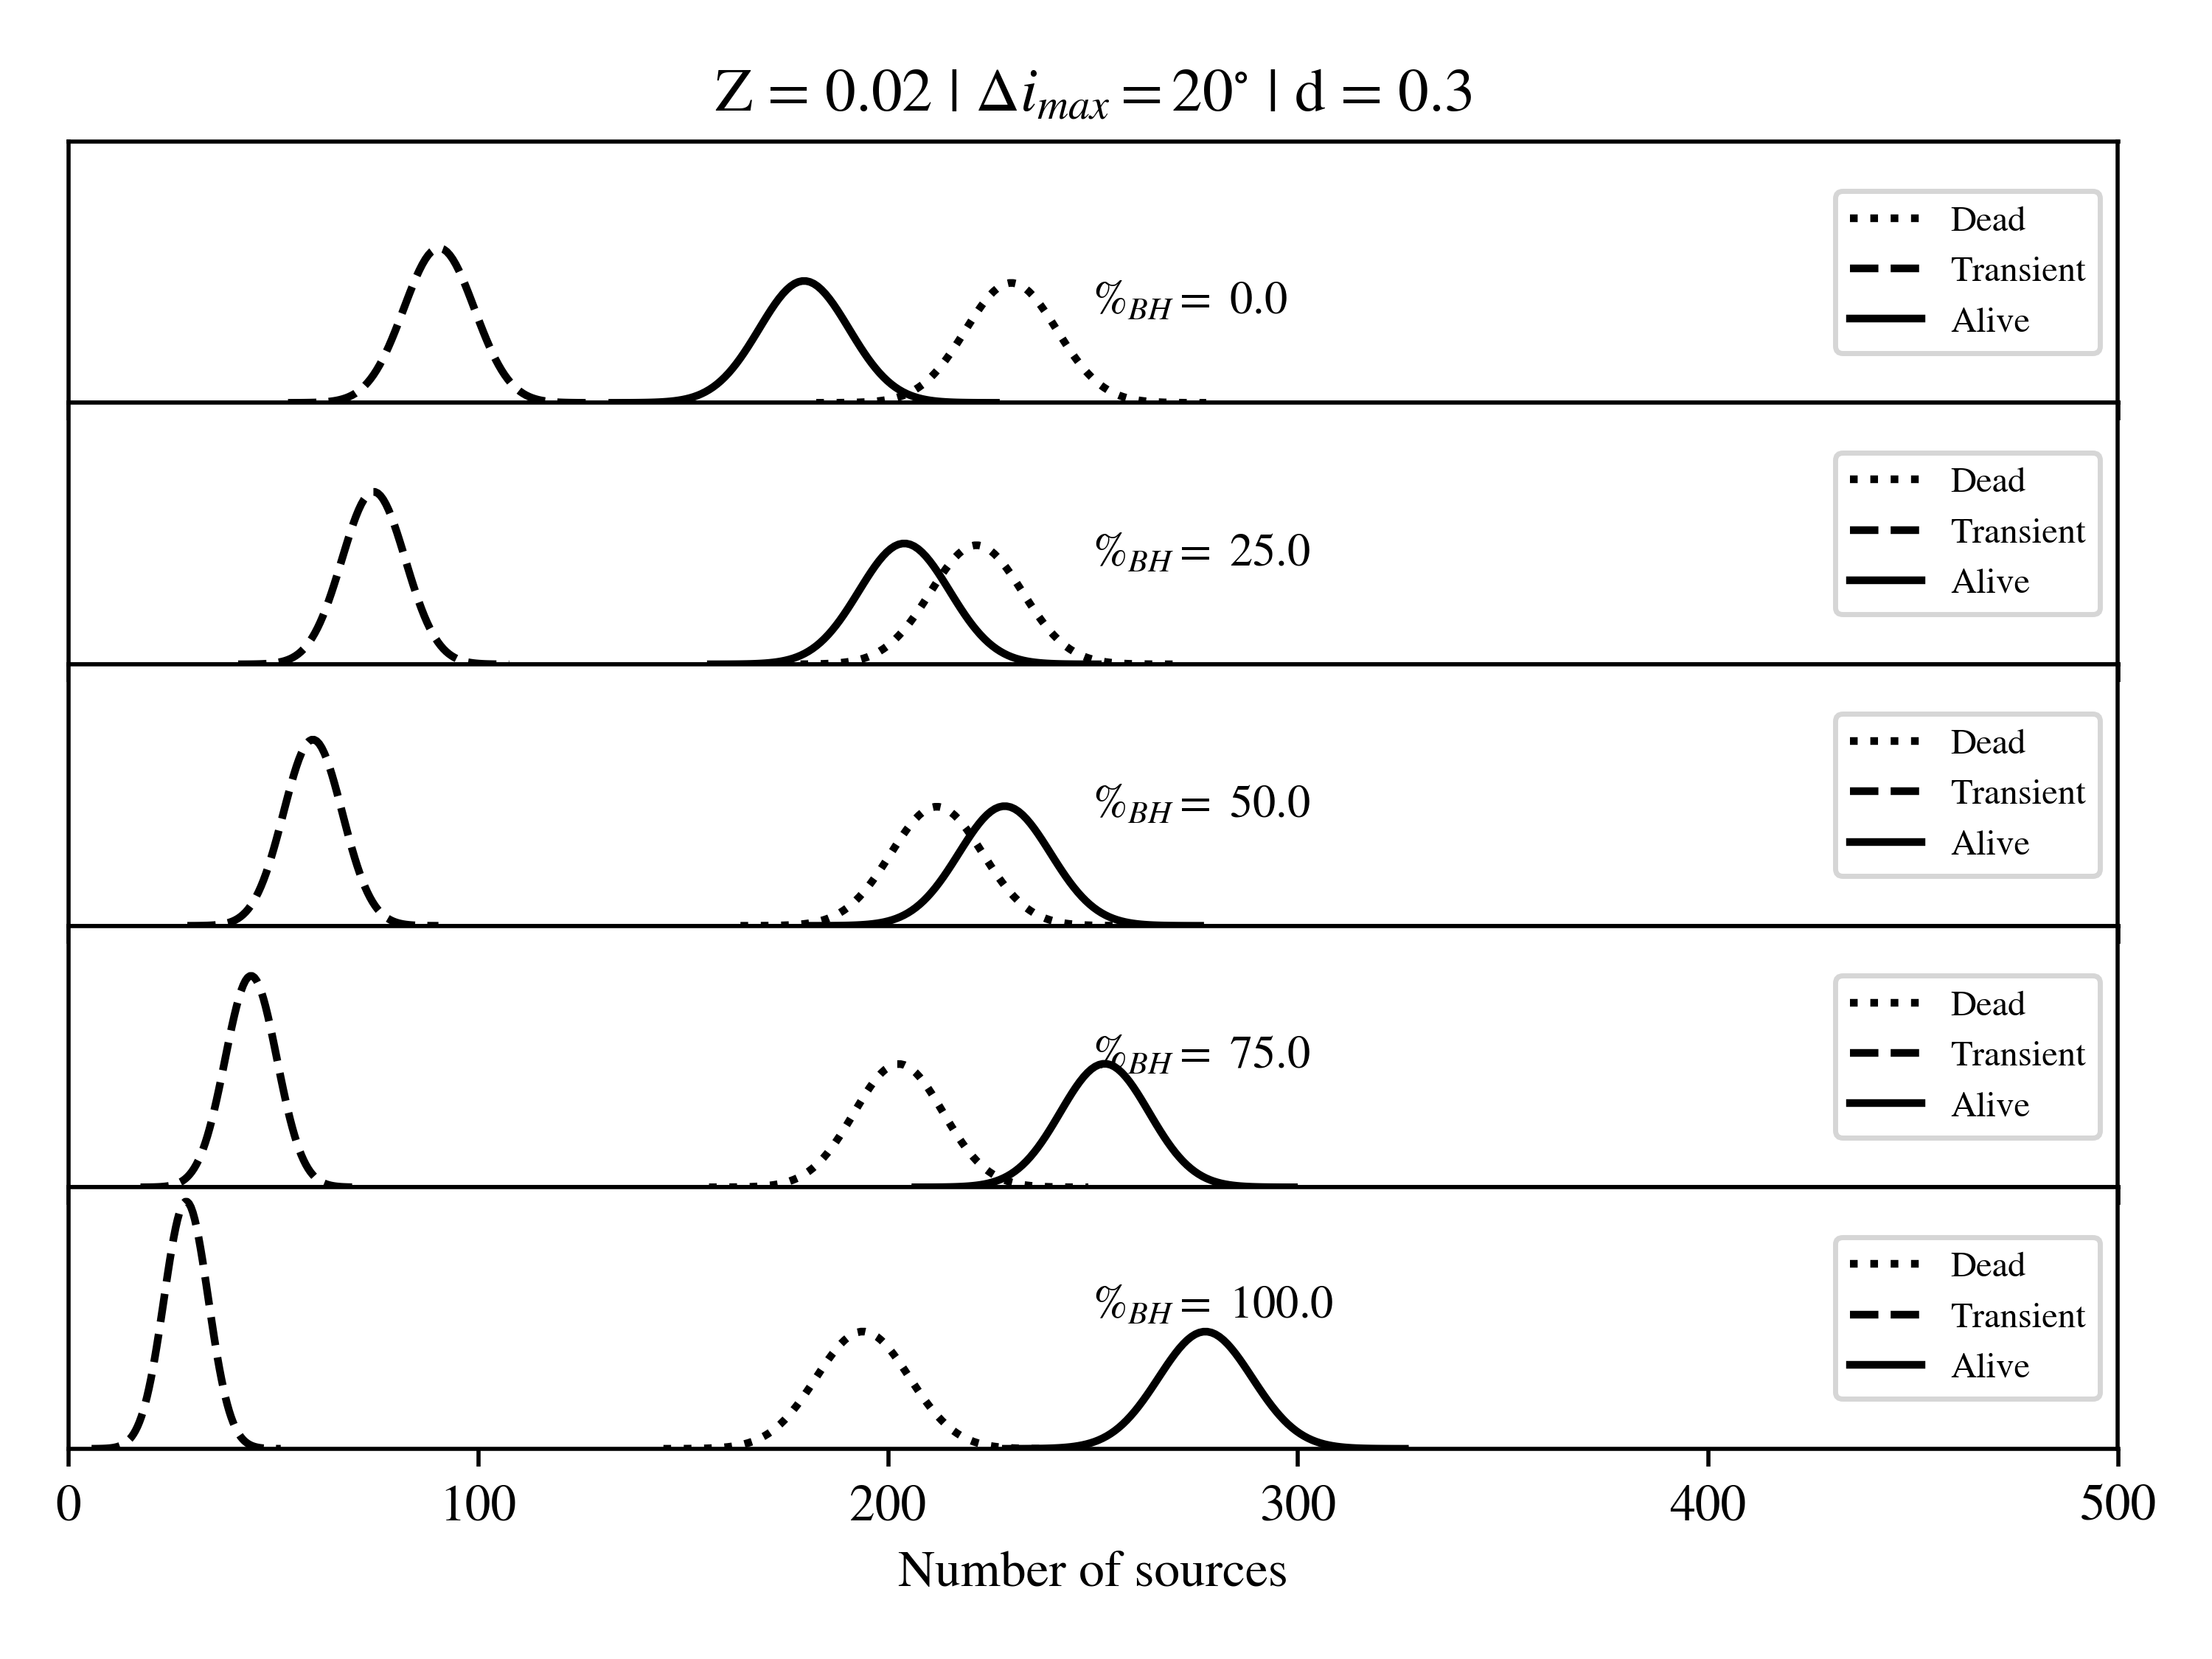 Z = 0.02 | Δi_max = 20° | d = 0.3
%_BH = 0.0
Dead
Transient
Alive
%_BH = 25.0
Dead
Transient
Alive
%_BH = 50.0
Dead
Transient
Alive
%_BH = 75.0
Dead
Transient
Alive
%_BH = 100.0
Dead
Transient
Alive
0 100 200 300 400 500
Number of sources